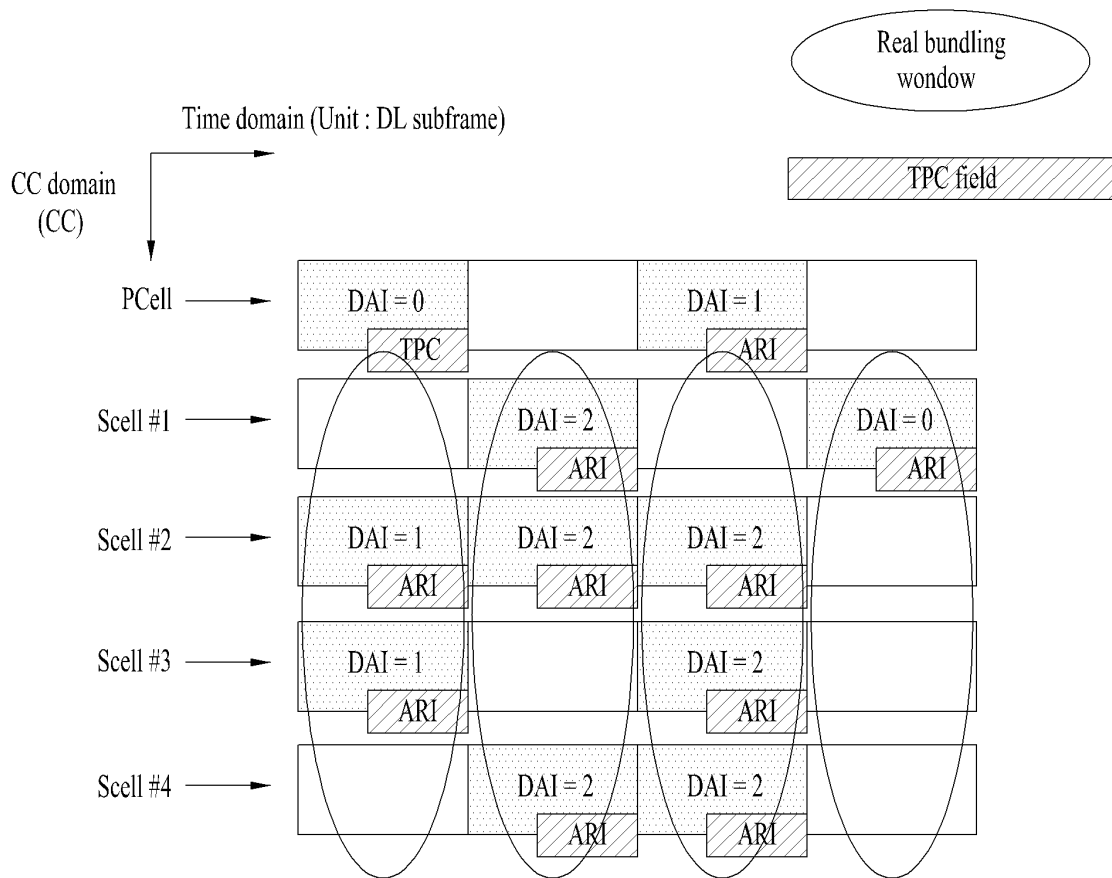 Real bundling
wondow
Time domain (Unit : DL subframe)
TPC field
CC domain
(CC)
PCell
DAI = 0
DAI = 1
TPC
ARI
Scell #1
DAI = 2
DAI = 0
ARI
ARI
Scell #2
DAI = 1
DAI = 2
DAI = 2
ARI
ARI
ARI
Scell #3
DAI = 1
DAI = 2
ARI
ARI
Scell #4
DAI = 2
DAI = 2
ARI
ARI